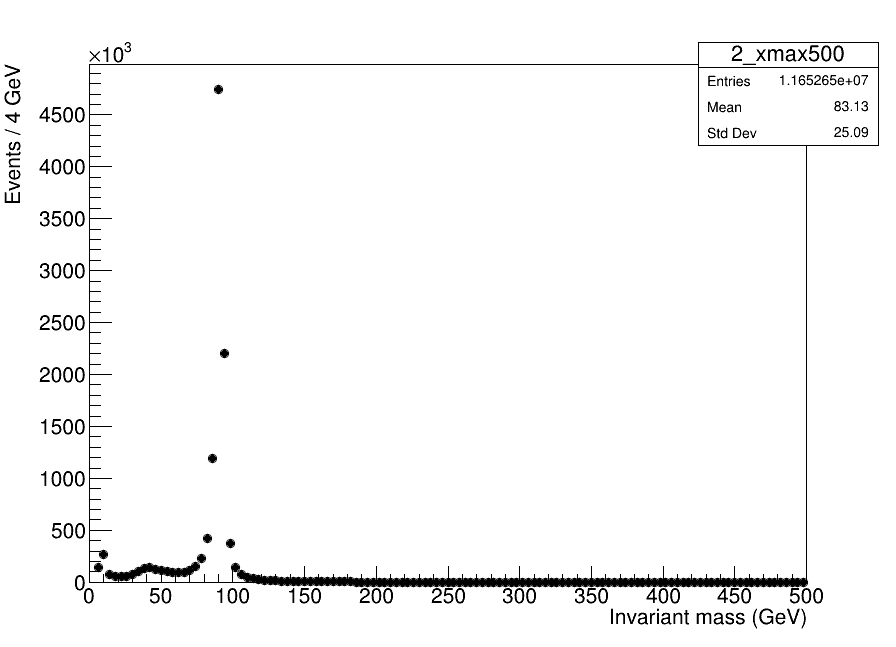 ×10³
2_xmax500
Entries 1.165265e+07
Mean 83.13
Std Dev 25.09
Events / 4 GeV
4500
4000
3500
3000
2500
2000
1500
1000
500
0
0 50 100 150 200 250 300 350 400 450 500
Invariant mass (GeV)